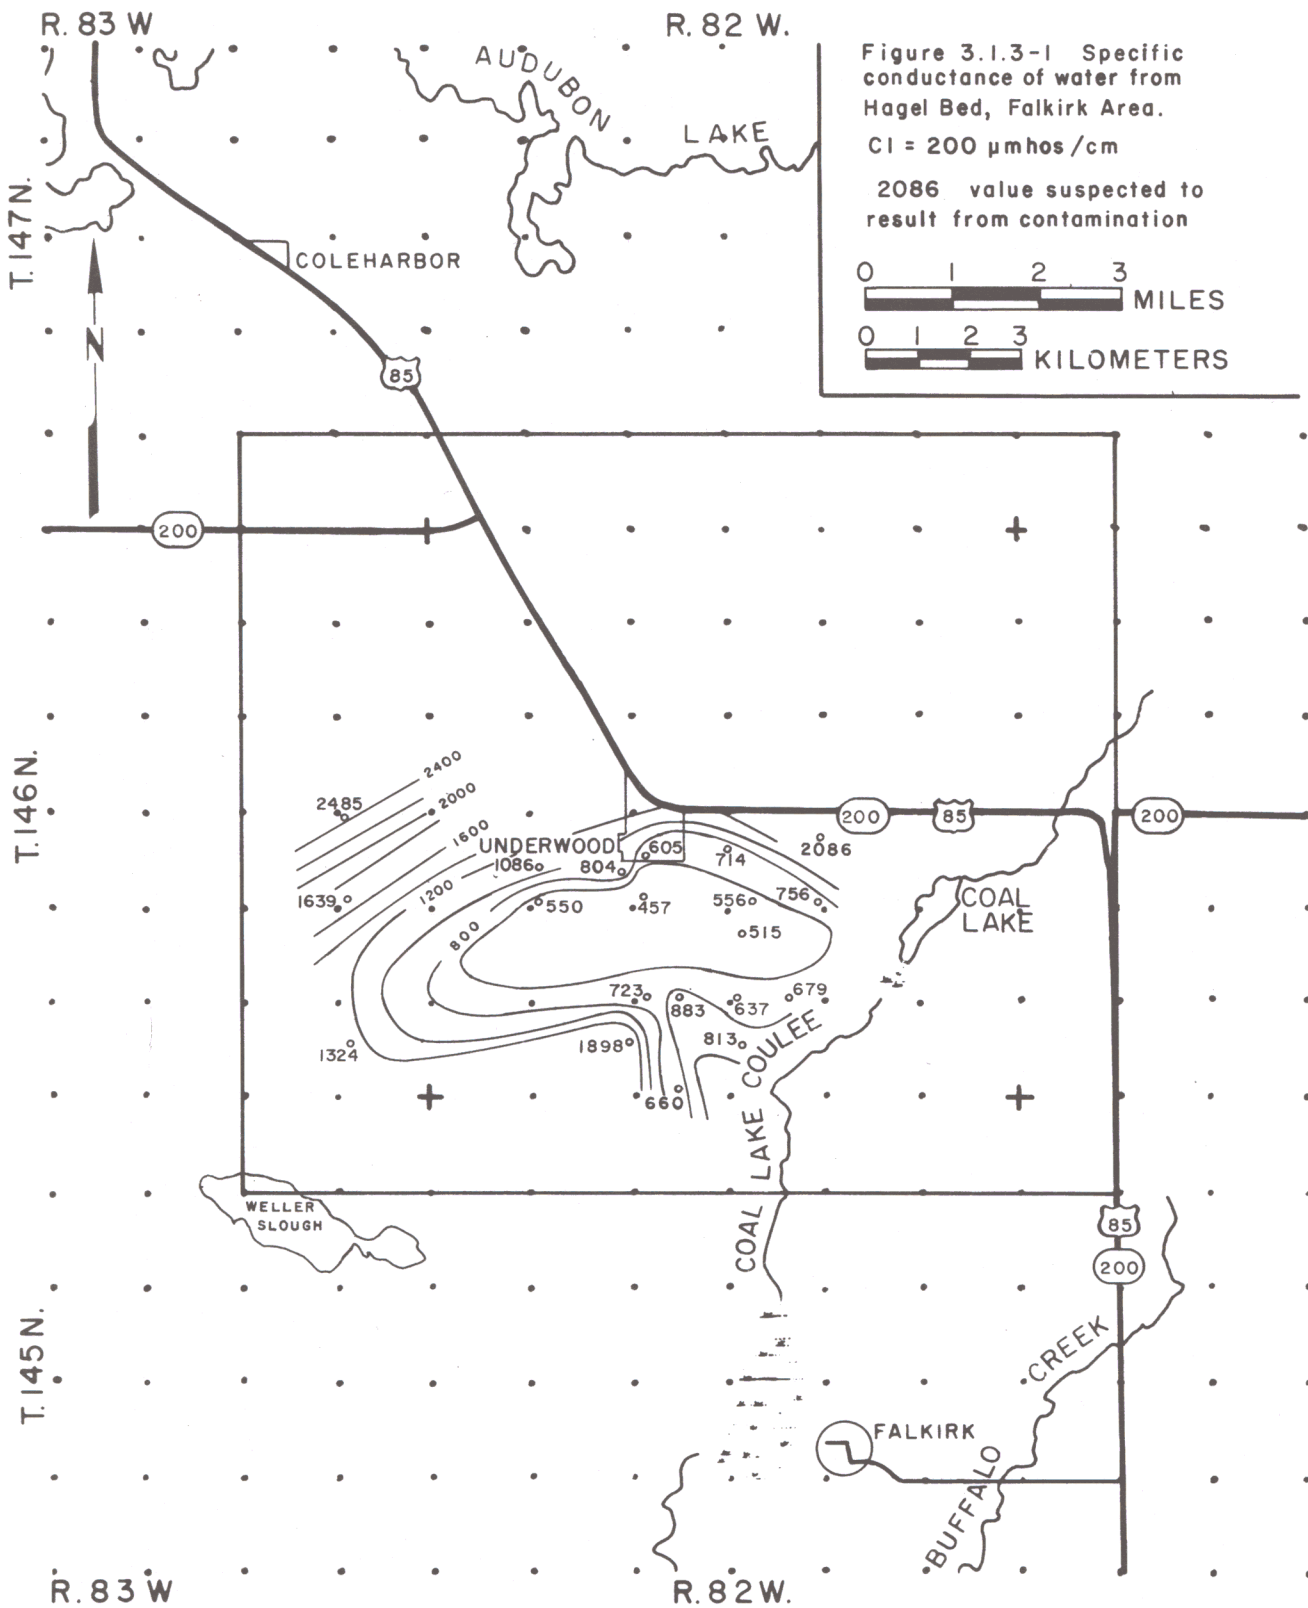 R. 83 W
R. 82 W.
Figure 3.1.3-1 Specific
conductance of water from
Hagel Bed, Falkirk Area.
CI = 200 µmhos/cm
2086 value suspected to
result from contamination
0 1 2 3
MILES
0 1 2 3
KILOMETERS
AUDUBON
LAKE
T. 147N.
COLEHARBOR
N
85
200
T. 146 N.
2400
2485
2000
1600
UNDERWOOD
605
714
2086
200
85
200
1086
804
1200
1639
550
457
556
756
COAL
LAKE
800
515
723
883
637
679
1324
1898
813
660
COAL LAKE COULEE
WELLER
SLOUGH
85
200
T. 145 N.
BUFFALO CREEK
FALKIRK
R. 83 W
R. 82W.